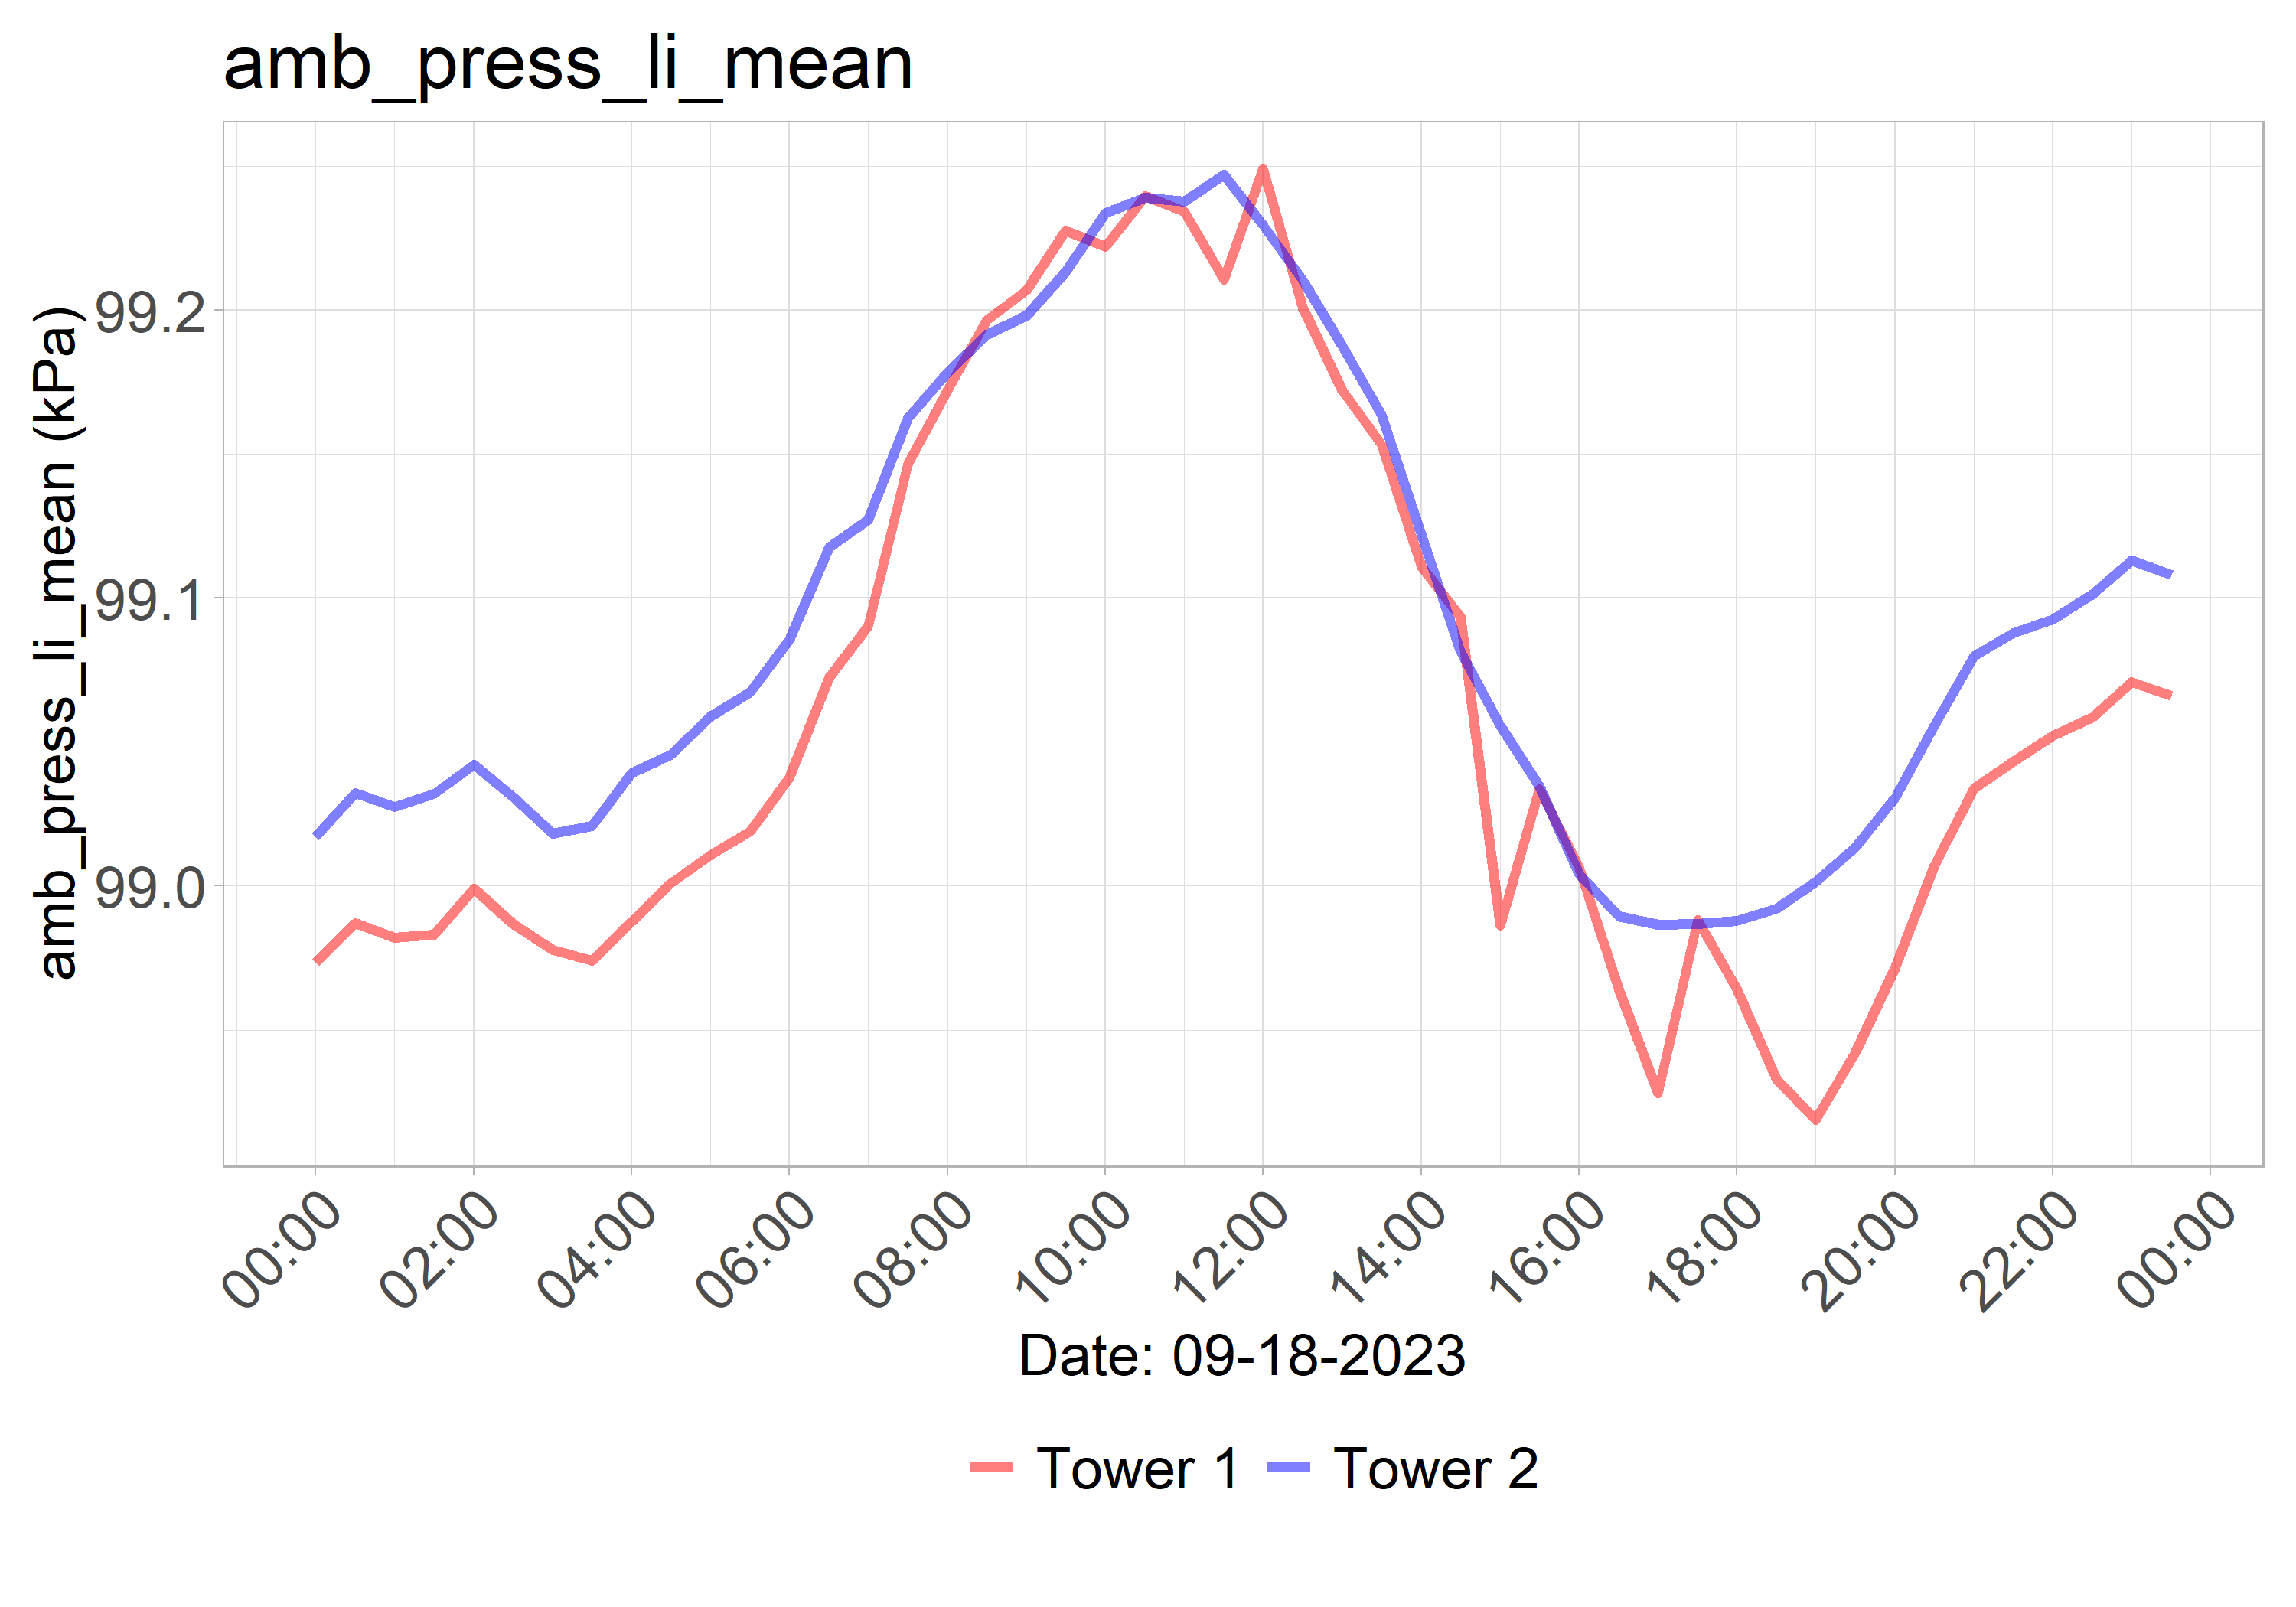 amb_press_li_mean
amb_press_li_mean (kPa)
99.2
99.1
99.0
00:00 02:00 04:00 06:00 08:00 10:00 12:00 14:00 16:00 18:00 20:00 22:00 00:00
Date: 09-18-2023
Tower 1 Tower 2